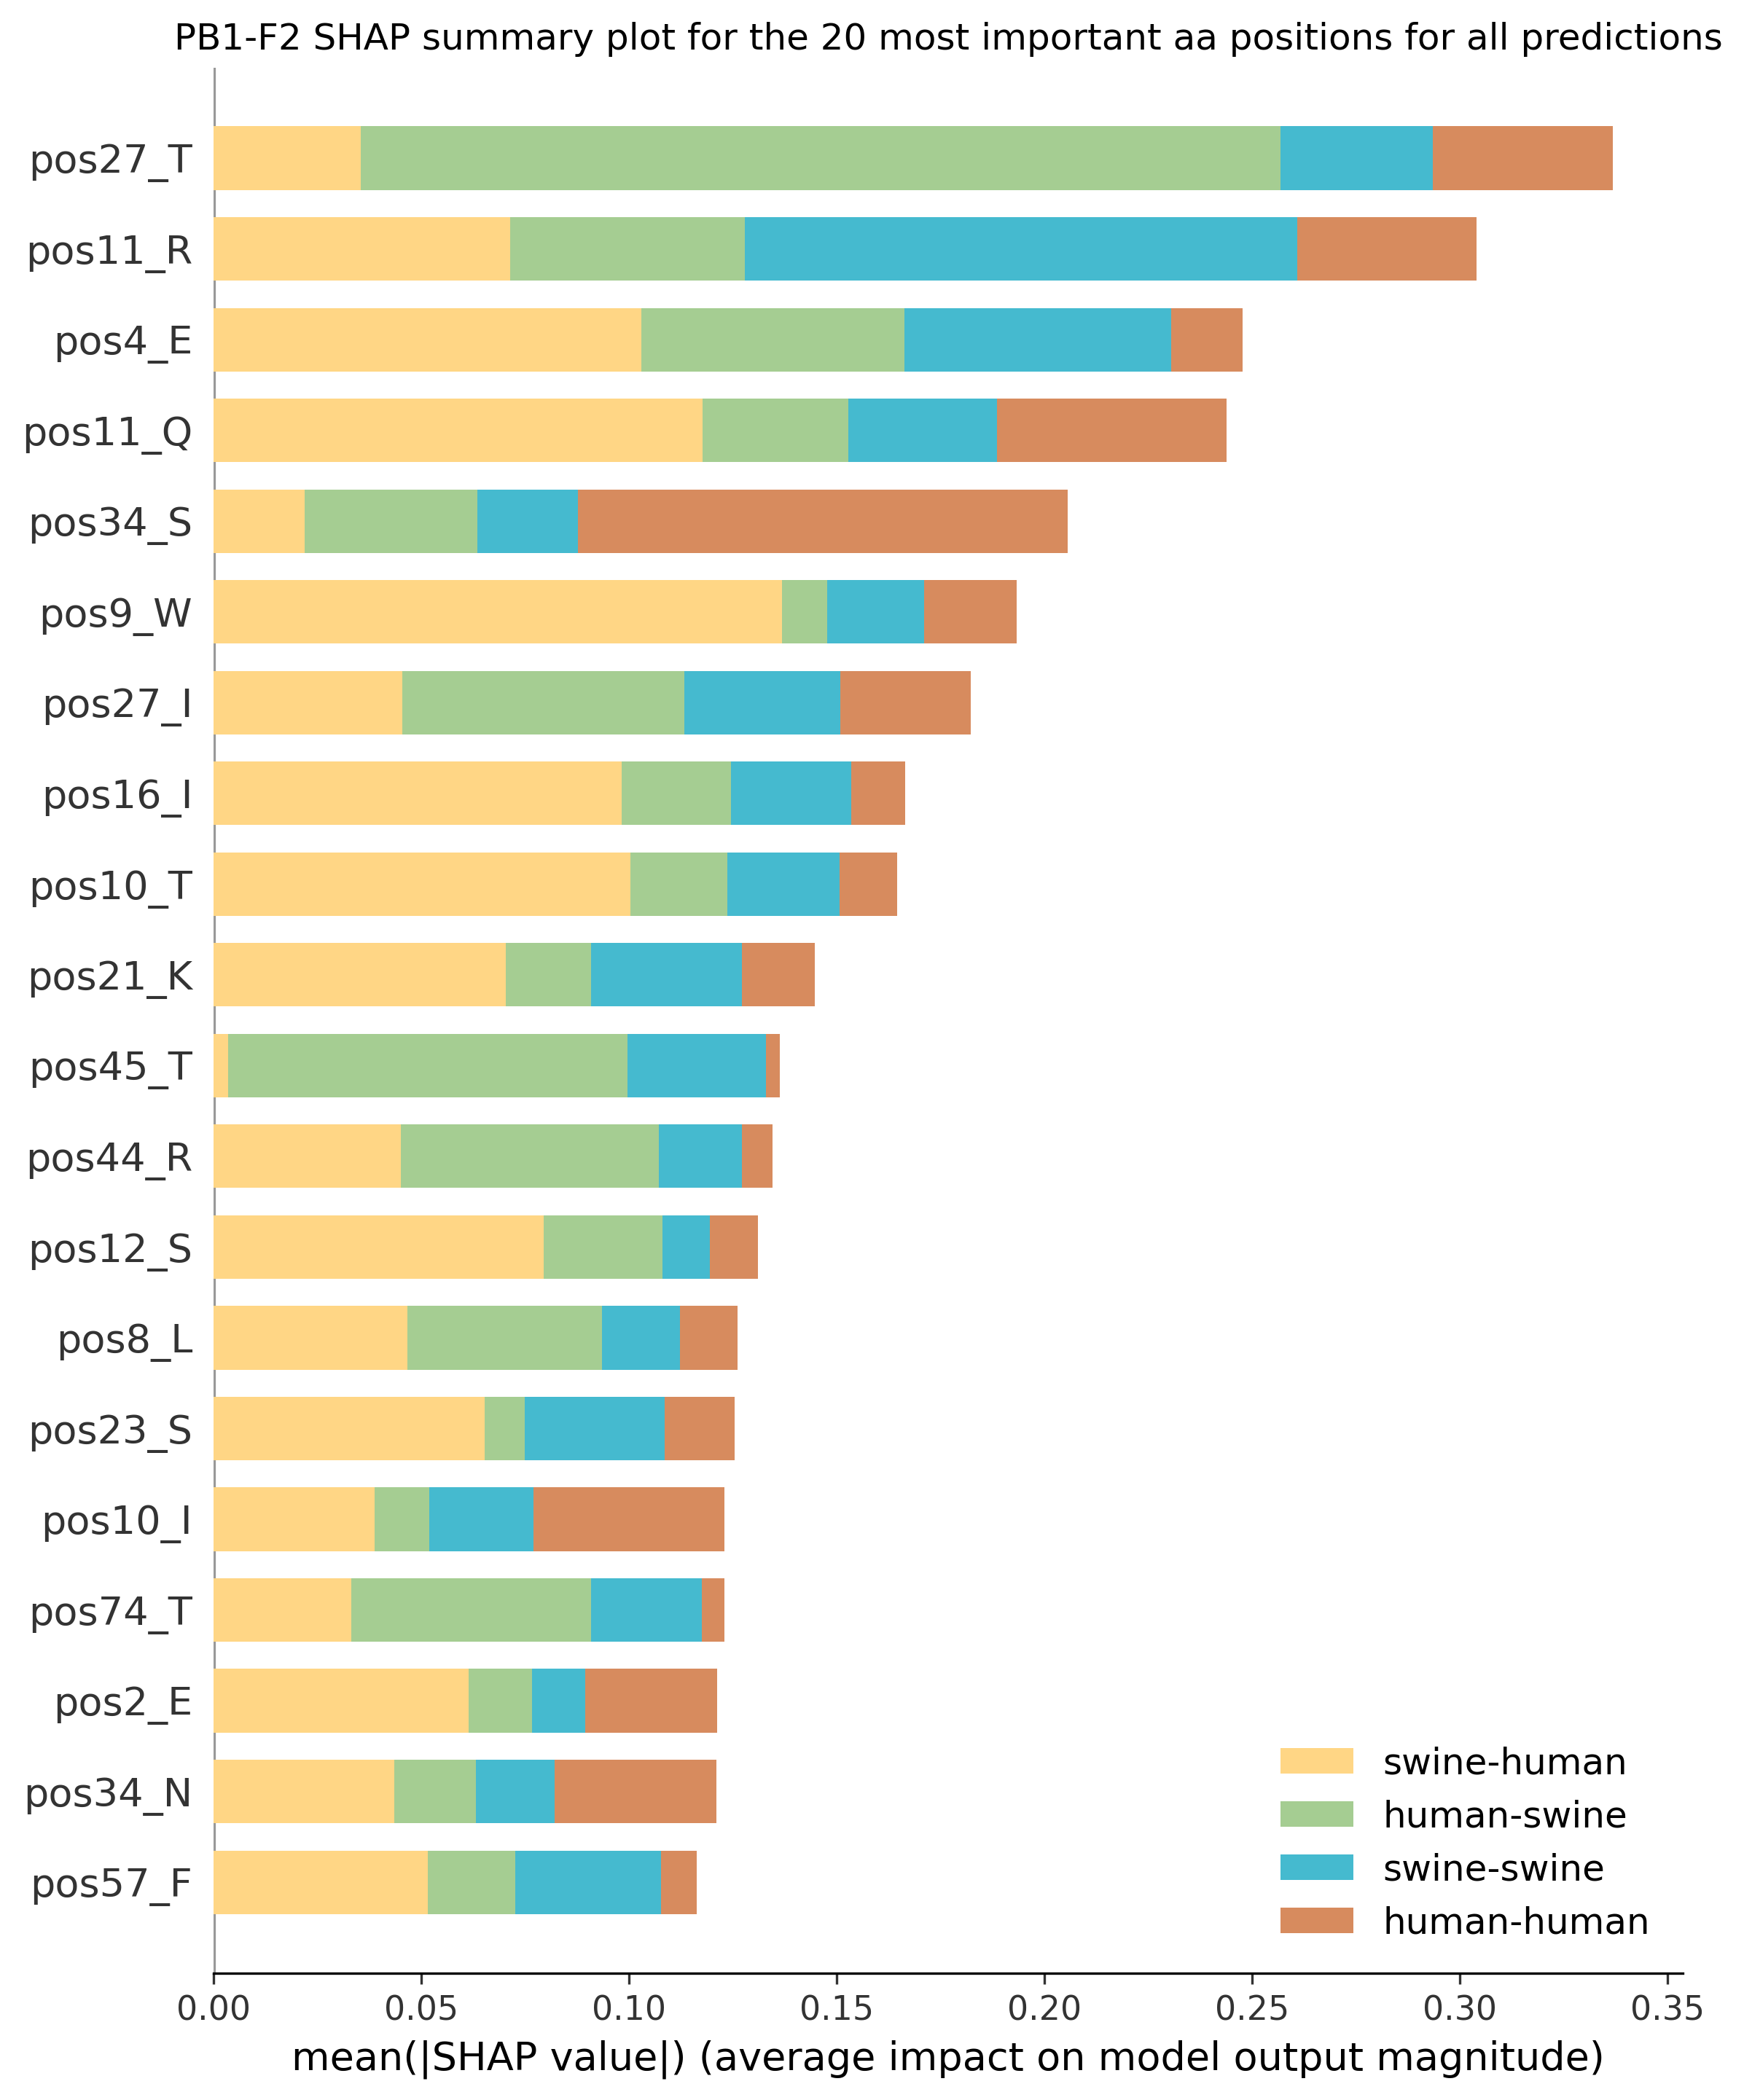 PB1-F2 SHAP summary plot for the 20 most important aa positions for all predictions
pos27_T
pos11_R
pos4_E
pos11_Q
pos34_S
pos9_W
pos27_I
pos16_I
pos10_T
pos21_K
pos45_T
pos44_R
pos12_S
pos8_L
pos23_S
pos10_I
pos74_T
pos2_E
pos34_N
pos57_F
swine-human
human-swine
swine-swine
human-human
0.00 0.05 0.10 0.15 0.20 0.25 0.30 0.35
mean(|SHAP value|) (average impact on model output magnitude)